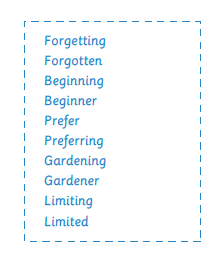 Forgetting
Forgotten
Beginning
Beginner
Prefer
Preferring
Gardening
Gardener
Limiting
Limited